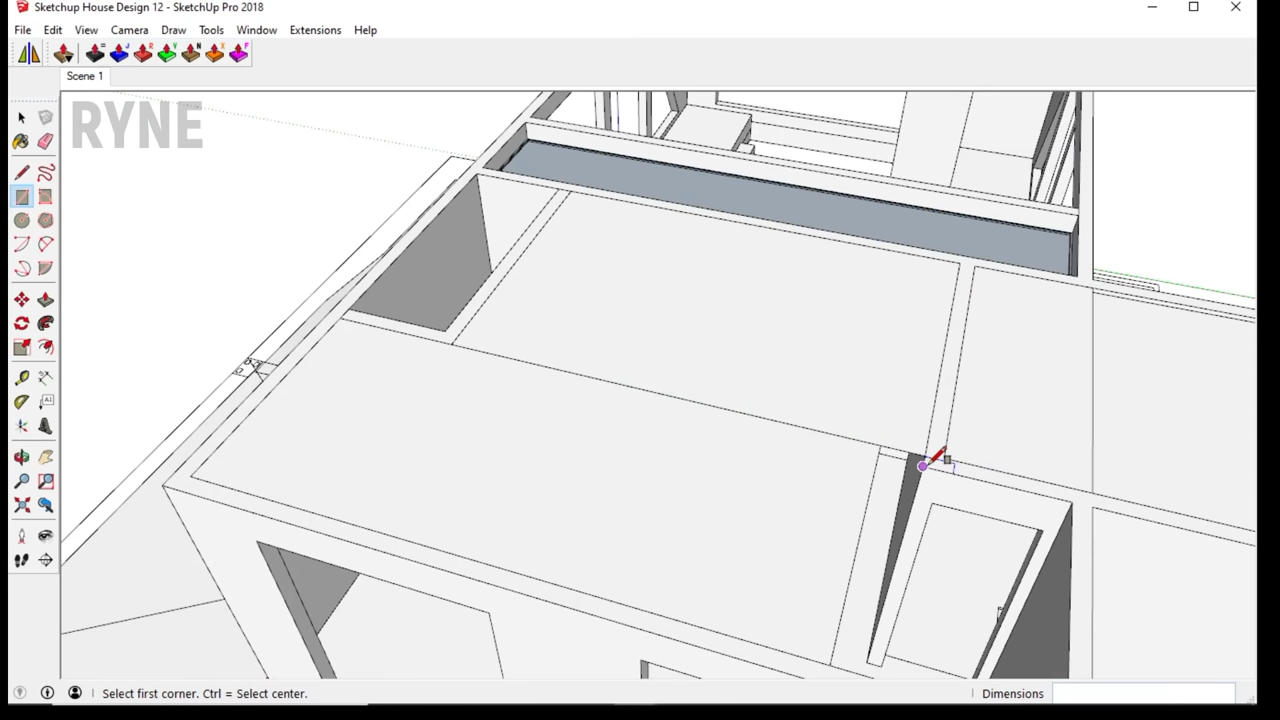 Sketchup House Design 12 - SketchUp Pro 2018
File Edit View Camera Draw Tools Window Extensions Help
Scene 1
RYNE
Select first corner. Ctrl = Select center.
Dimensions